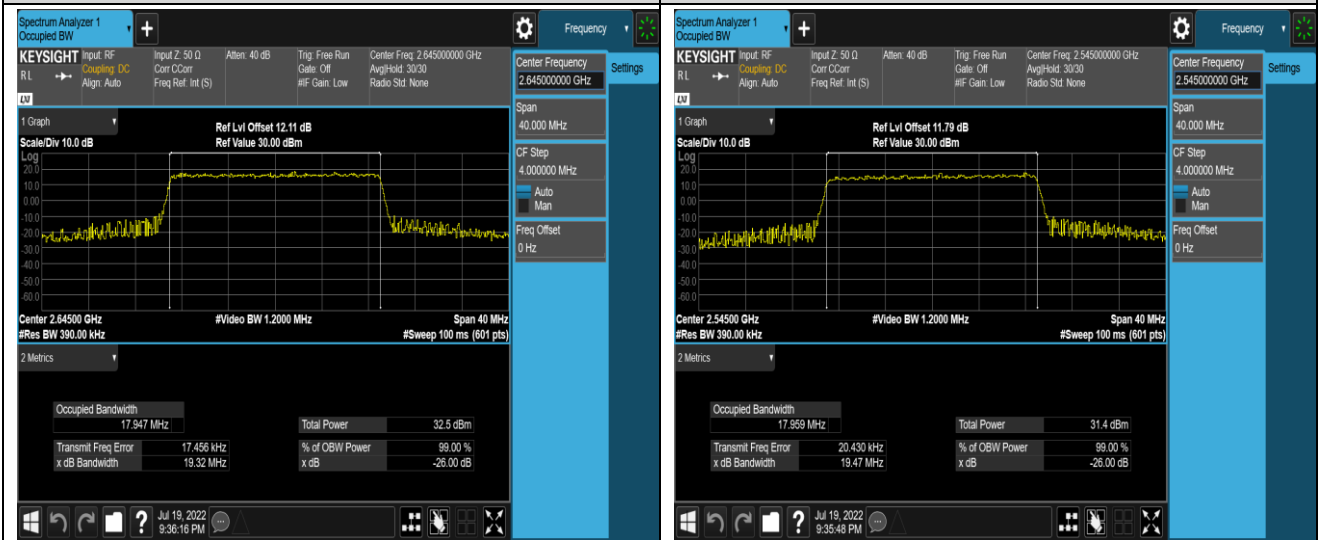 Spectrum Analyzer 1
Occupied BW
+
Frequency
KEYSIGHT Input: RF Input Z: 50 Ω Atten: 40 dB Trig: Free Run Center Freq: 2.645000000 GHz
RL Coupling: DC Corr CCorr Gate: Off Avg|Hold: 30/30
Align: Auto Freq Ref: Int (S) #IF Gain: Low Radio Std: None
LXI
Center Frequency
2.645000000 GHz
Settings
Span
40.000 MHz
CF Step
4.000000 MHz
Auto
Man
Freq Offset
0 Hz
1 Graph
Ref Lvl Offset 12.11 dB
Scale/Div 10.0 dB Ref Value 30.00 dBm
Log
20.0
10.0
0.00
-10.0
-20.0
-30.0
-40.0
-50.0
-60.0
Center 2.64500 GHz #Video BW 1.2000 MHz Span 40 MHz
#Res BW 390.00 kHz #Sweep 100 ms (601 pts)
2 Metrics
Occupied Bandwidth
17.947 MHz Total Power 32.5 dBm
Transmit Freq Error 17.456 kHz % of OBW Power 99.00 %
x dB Bandwidth 19.32 MHz x dB -26.00 dB
? Jul 19, 2022
9:36:16 PM
Spectrum Analyzer 1
Occupied BW
+
Frequency
KEYSIGHT Input: RF Input Z: 50 Ω Atten: 40 dB Trig: Free Run Center Freq: 2.545000000 GHz
RL Coupling: DC Corr CCorr Gate: Off Avg|Hold: 30/30
Align: Auto Freq Ref: Int (S) #IF Gain: Low Radio Std: None
LXI
Center Frequency
2.545000000 GHz
Settings
Span
40.000 MHz
CF Step
4.000000 MHz
Auto
Man
Freq Offset
0 Hz
1 Graph
Ref Lvl Offset 11.79 dB
Scale/Div 10.0 dB Ref Value 30.00 dBm
Log
20.0
10.0
0.00
-10.0
-20.0
-30.0
-40.0
-50.0
-60.0
Center 2.54500 GHz #Video BW 1.2000 MHz Span 40 MHz
#Res BW 390.00 kHz #Sweep 100 ms (601 pts)
2 Metrics
Occupied Bandwidth
17.959 MHz Total Power 31.4 dBm
Transmit Freq Error 20.430 kHz % of OBW Power 99.00 %
x dB Bandwidth 19.47 MHz x dB -26.00 dB
? Jul 19, 2022
9:35:48 PM